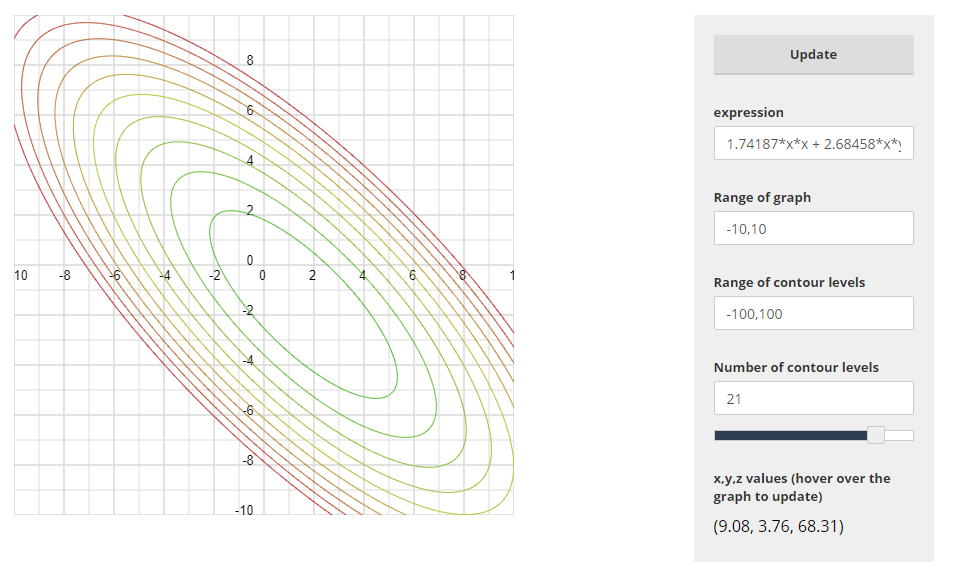 8
6
4
2
0
10 -8 -6 -4 -2 0 2 4 6 8 1
-2
-4
-6
-8
-10
Update
expression
1.74187*x*x + 2.68458*x*y
Range of graph
-10,10
Range of contour levels
-100,100
Number of contour levels
21
x,y,z values (hover over the
graph to update)
(9.08, 3.76, 68.31)